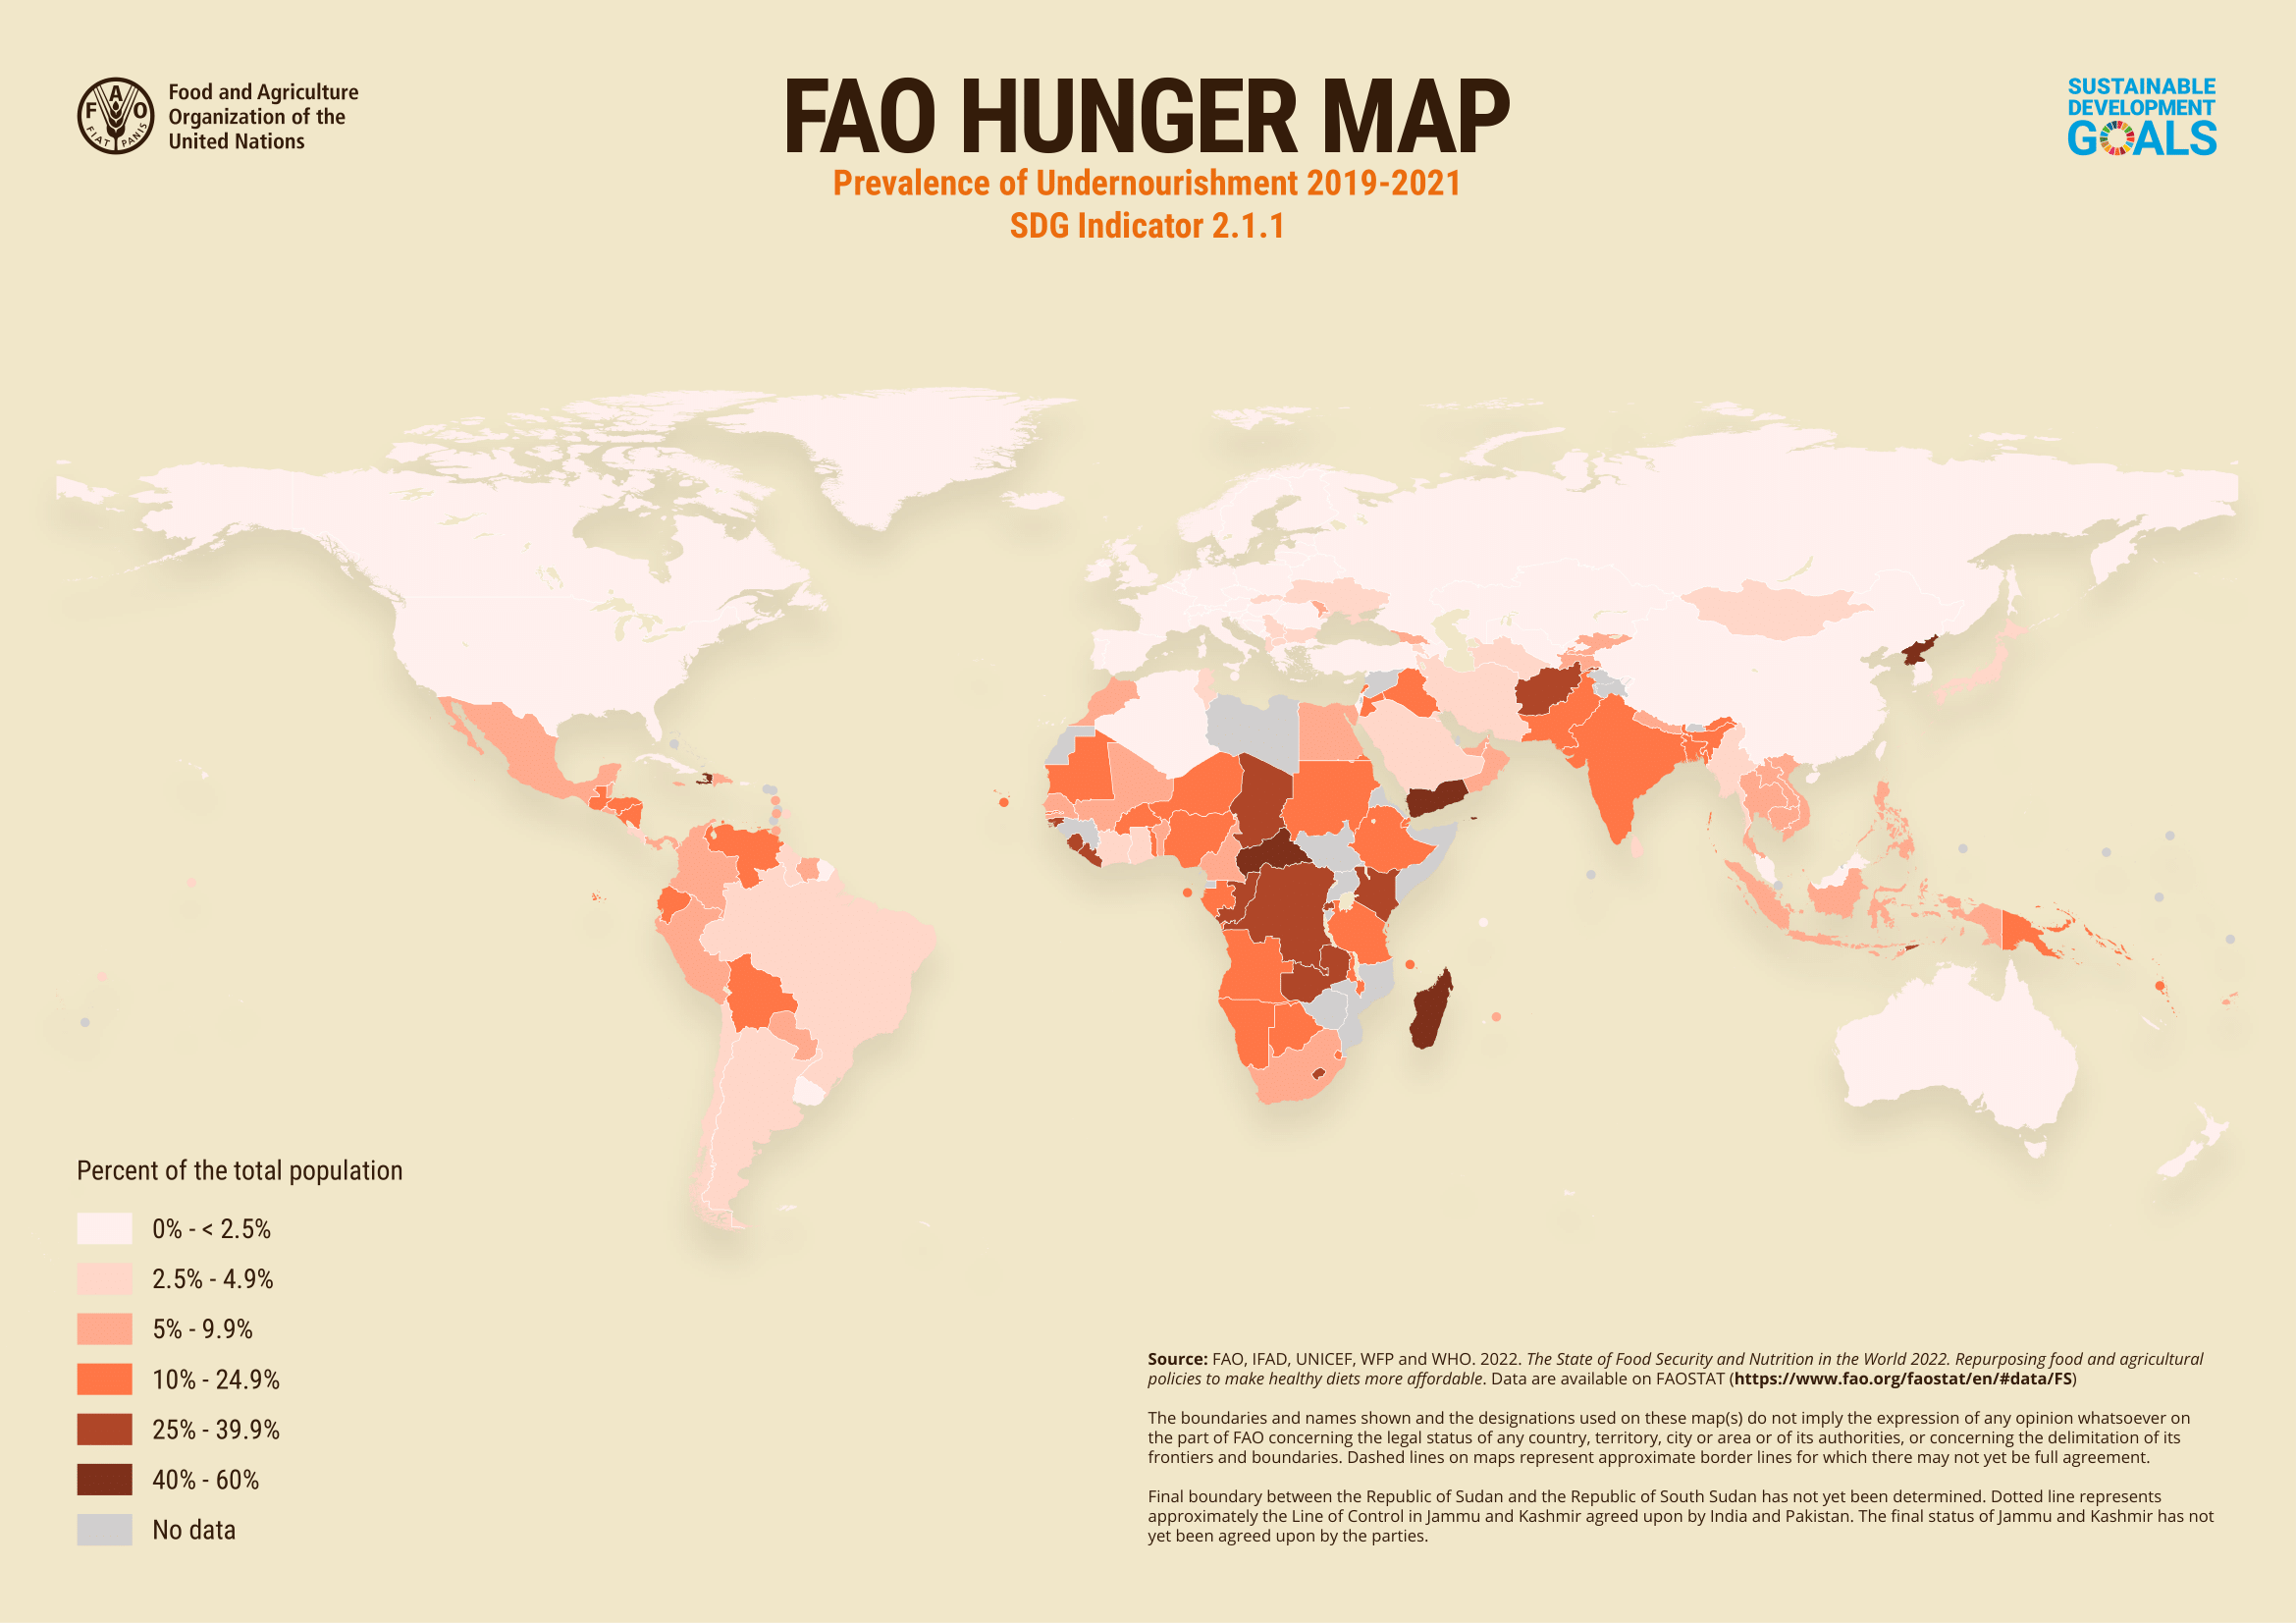 F A O
FIAT PANIS
Food and Agriculture
Organization of the
United Nations
FAO HUNGER MAP
Prevalence of Undernourishment 2019-2021
SDG Indicator 2.1.1
SUSTAINABLE
DEVELOPMENT
GOALS
Percent of the total population
0% - < 2.5%
2.5% - 4.9%
5% - 9.9%
10% - 24.9%
25% - 39.9%
40% - 60%
No data
Source: FAO, IFAD, UNICEF, WFP and WHO. 2022. The State of Food Security and Nutrition in the World 2022. Repurposing food and agricultural
policies to make healthy diets more affordable. Data are available on FAOSTAT (https://www.fao.org/faostat/en/#data/FS)
The boundaries and names shown and the designations used on these map(s) do not imply the expression of any opinion whatsoever on
the part of FAO concerning the legal status of any country, territory, city or area or of its authorities, or concerning the delimitation of its
frontiers and boundaries. Dashed lines on maps represent approximate border lines for which there may not yet be full agreement.
Final boundary between the Republic of Sudan and the Republic of South Sudan has not yet been determined. Dotted line represents
approximately the Line of Control in Jammu and Kashmir agreed upon by India and Pakistan. The final status of Jammu and Kashmir has not
yet been agreed upon by the parties.